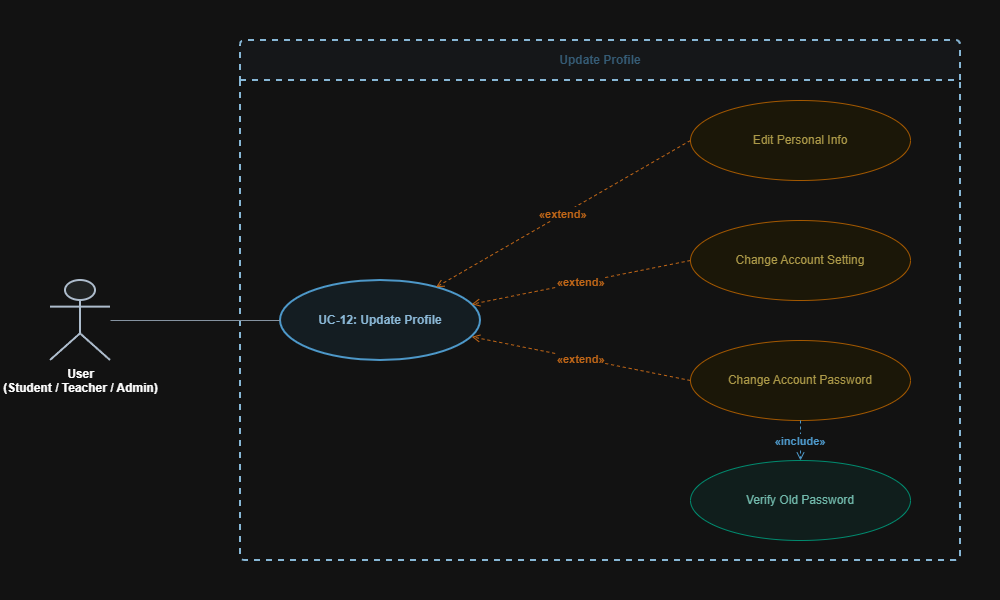 Update Profile
Edit Personal Info
«extend»
Change Account Setting
«extend»
UC-12: Update Profile
«extend»
Change Account Password
User
(Student / Teacher / Admin)
«include»
Verify Old Password